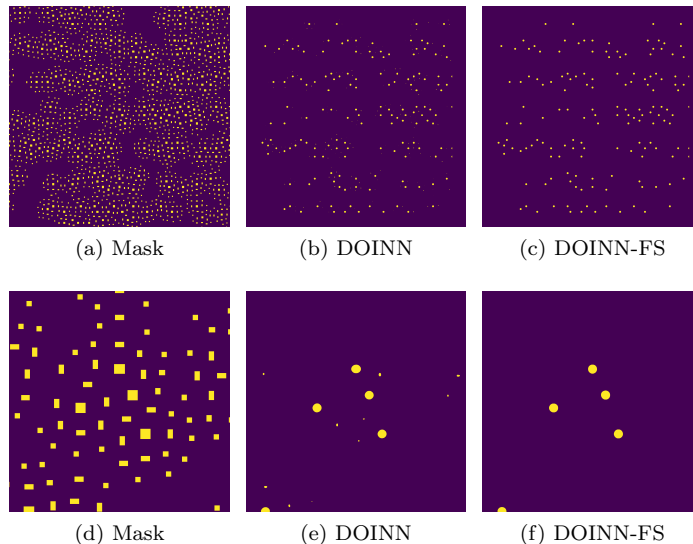 (a) Mask
(b) DOINN
(c) DOINN-FS
(d) Mask
(e) DOINN
(f) DOINN-FS